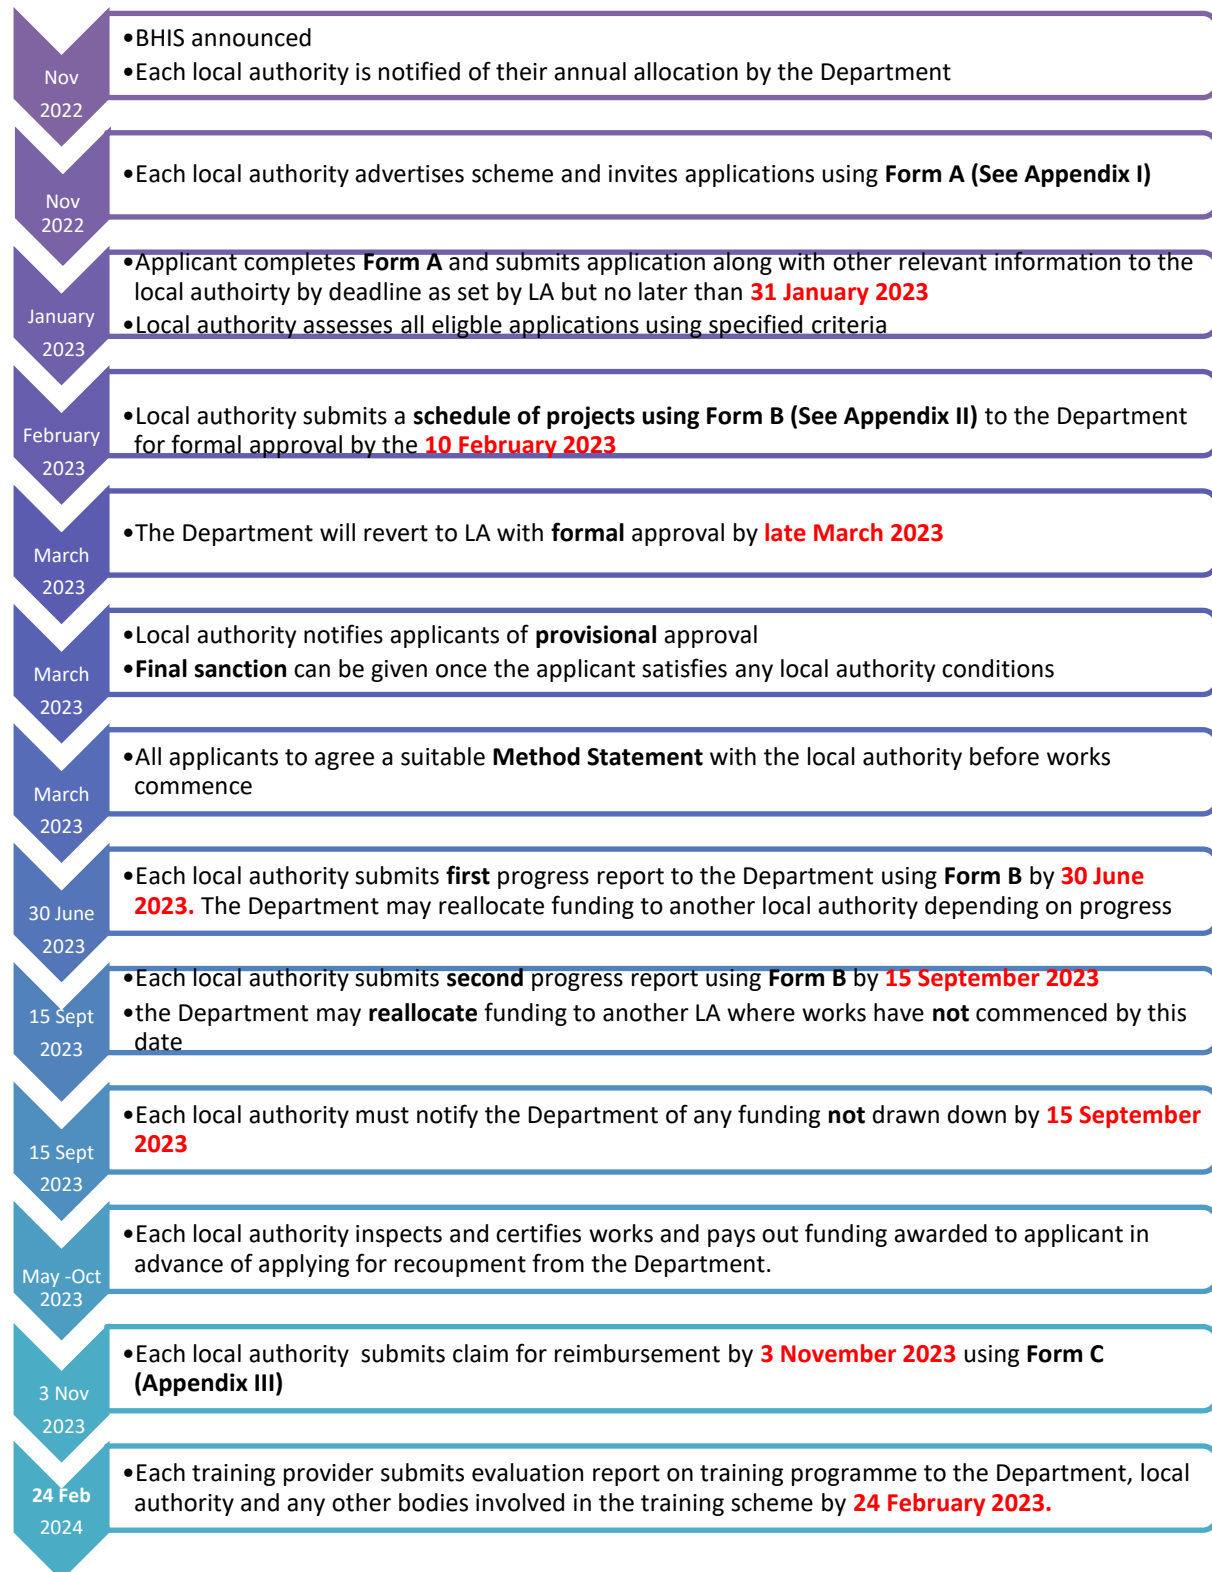 Nov
2022
•BHIS announced
•Each local authority is notified of their annual allocation by the Department
Nov
2022
•Each local authority advertises scheme and invites applications using Form A (See Appendix I)
January
2023
•Applicant completes Form A and submits application along with other relevant information to the
local authoirty by deadline as set by LA but no later than 31 January 2023
•Local authority assesses all eligble applications using specified criteria
February
2023
•Local authority submits a schedule of projects using Form B (See Appendix II) to the Department
for formal approval by the 10 February 2023
March
2023
•The Department will revert to LA with formal approval by late March 2023
March
2023
•Local authority notifies applicants of provisional approval
•Final sanction can be given once the applicant satisfies any local authority conditions
March
2023
•All applicants to agree a suitable Method Statement with the local authority before works
commence
30 June
2023
•Each local authority submits first progress report to the Department using Form B by 30 June
2023. The Department may reallocate funding to another local authority depending on progress
15 Sept
2023
•Each local authority submits second progress report using Form B by 15 September 2023
•the Department may reallocate funding to another LA where works have not commenced by this
date
15 Sept
2023
•Each local authority must notify the Department of any funding not drawn down by 15 September
2023
May -Oct
2023
•Each local authority inspects and certifies works and pays out funding awarded to applicant in
advance of applying for recoupment from the Department.
3 Nov
2023
•Each local authority  submits claim for reimbursement by 3 November 2023 using Form C
(Appendix III)
24 Feb
2024
•Each training provider submits evaluation report on training programme to the Department, local
authority and any other bodies involved in the training scheme by 24 February 2023.